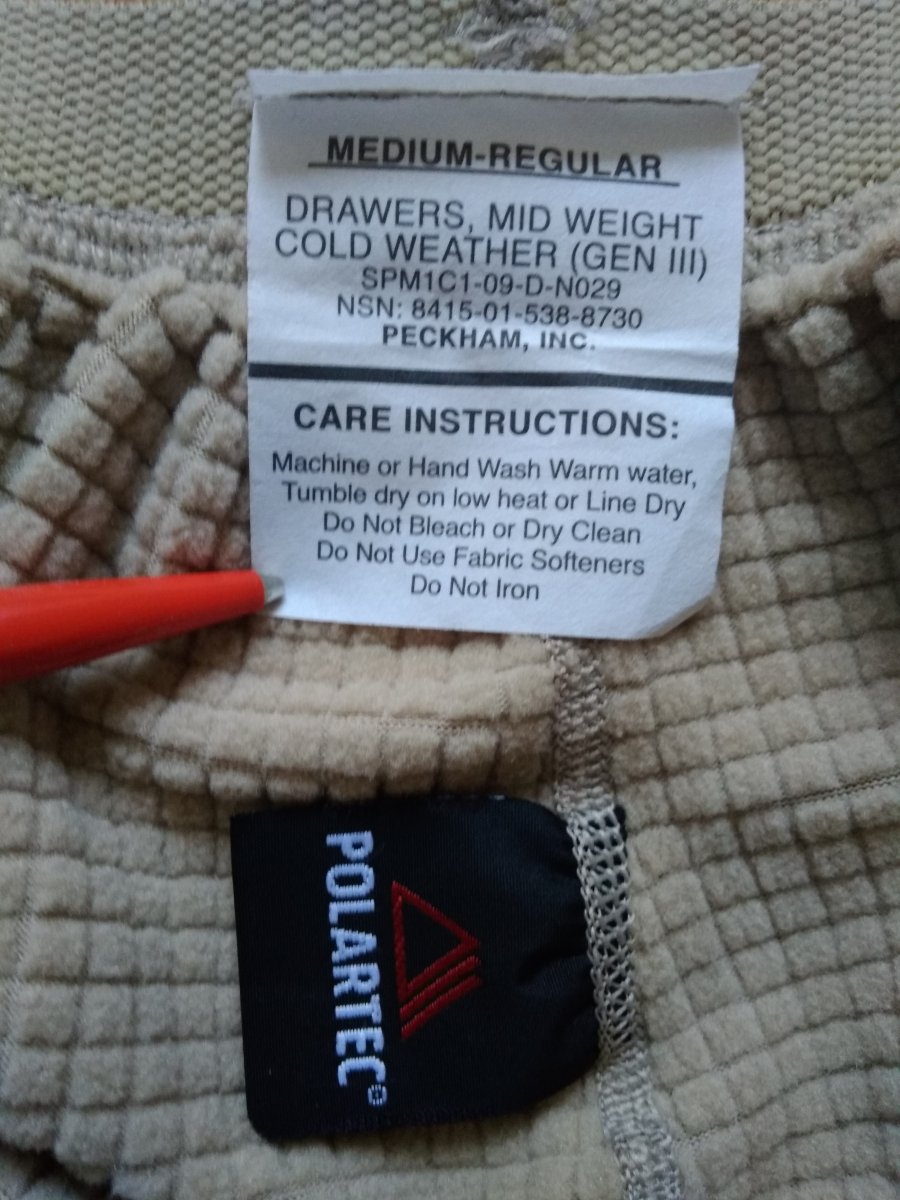 MEDIUM-REGULAR
DRAWERS, MID WEIGHT
COLD WEATHER (GEN III)
SPM1C1-09-D-N029
NSN: 8415-01-538-8730
PECKHAM, INC.
CARE INSTRUCTIONS:
Machine or Hand Wash Warm water,
Tumble dry on low heat or Line Dry
Do Not Bleach or Dry Clean
Do Not Use Fabric Softeners
Do Not Iron
POLARTEC®